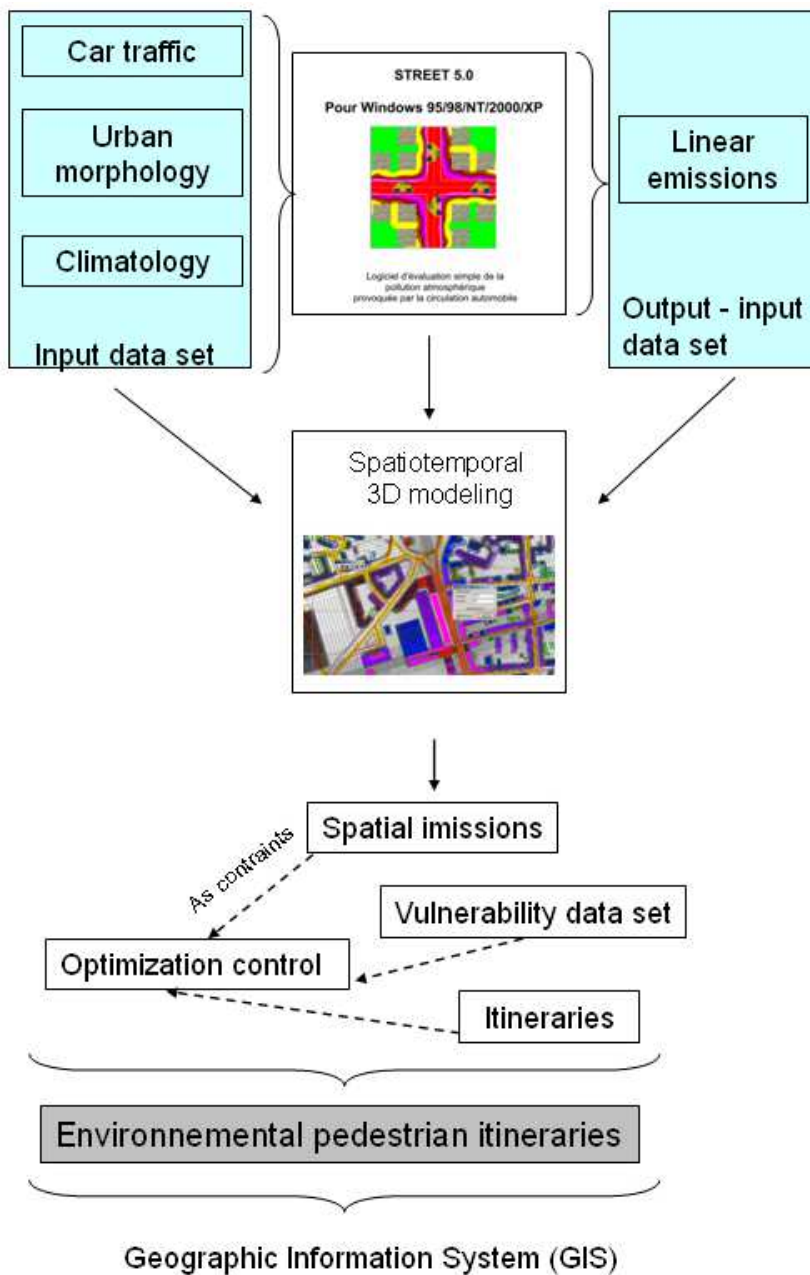 Car traffic
Urban
morphology
Climatology
Input data set
STREET 5.0
Pour Windows 95/98/NT/2000/XP
Logiciel d'évaluation simple de la
pollution atmosphérique
provoquée par la circulation automobile
Linear
emissions
Output - input
data set
Spatiotemporal
3D modeling
Spatial imissions
As contraints
Vulnerability data set
Optimization control
Itineraries
Environnemental pedestrian itineraries
Geographic Information System (GIS)